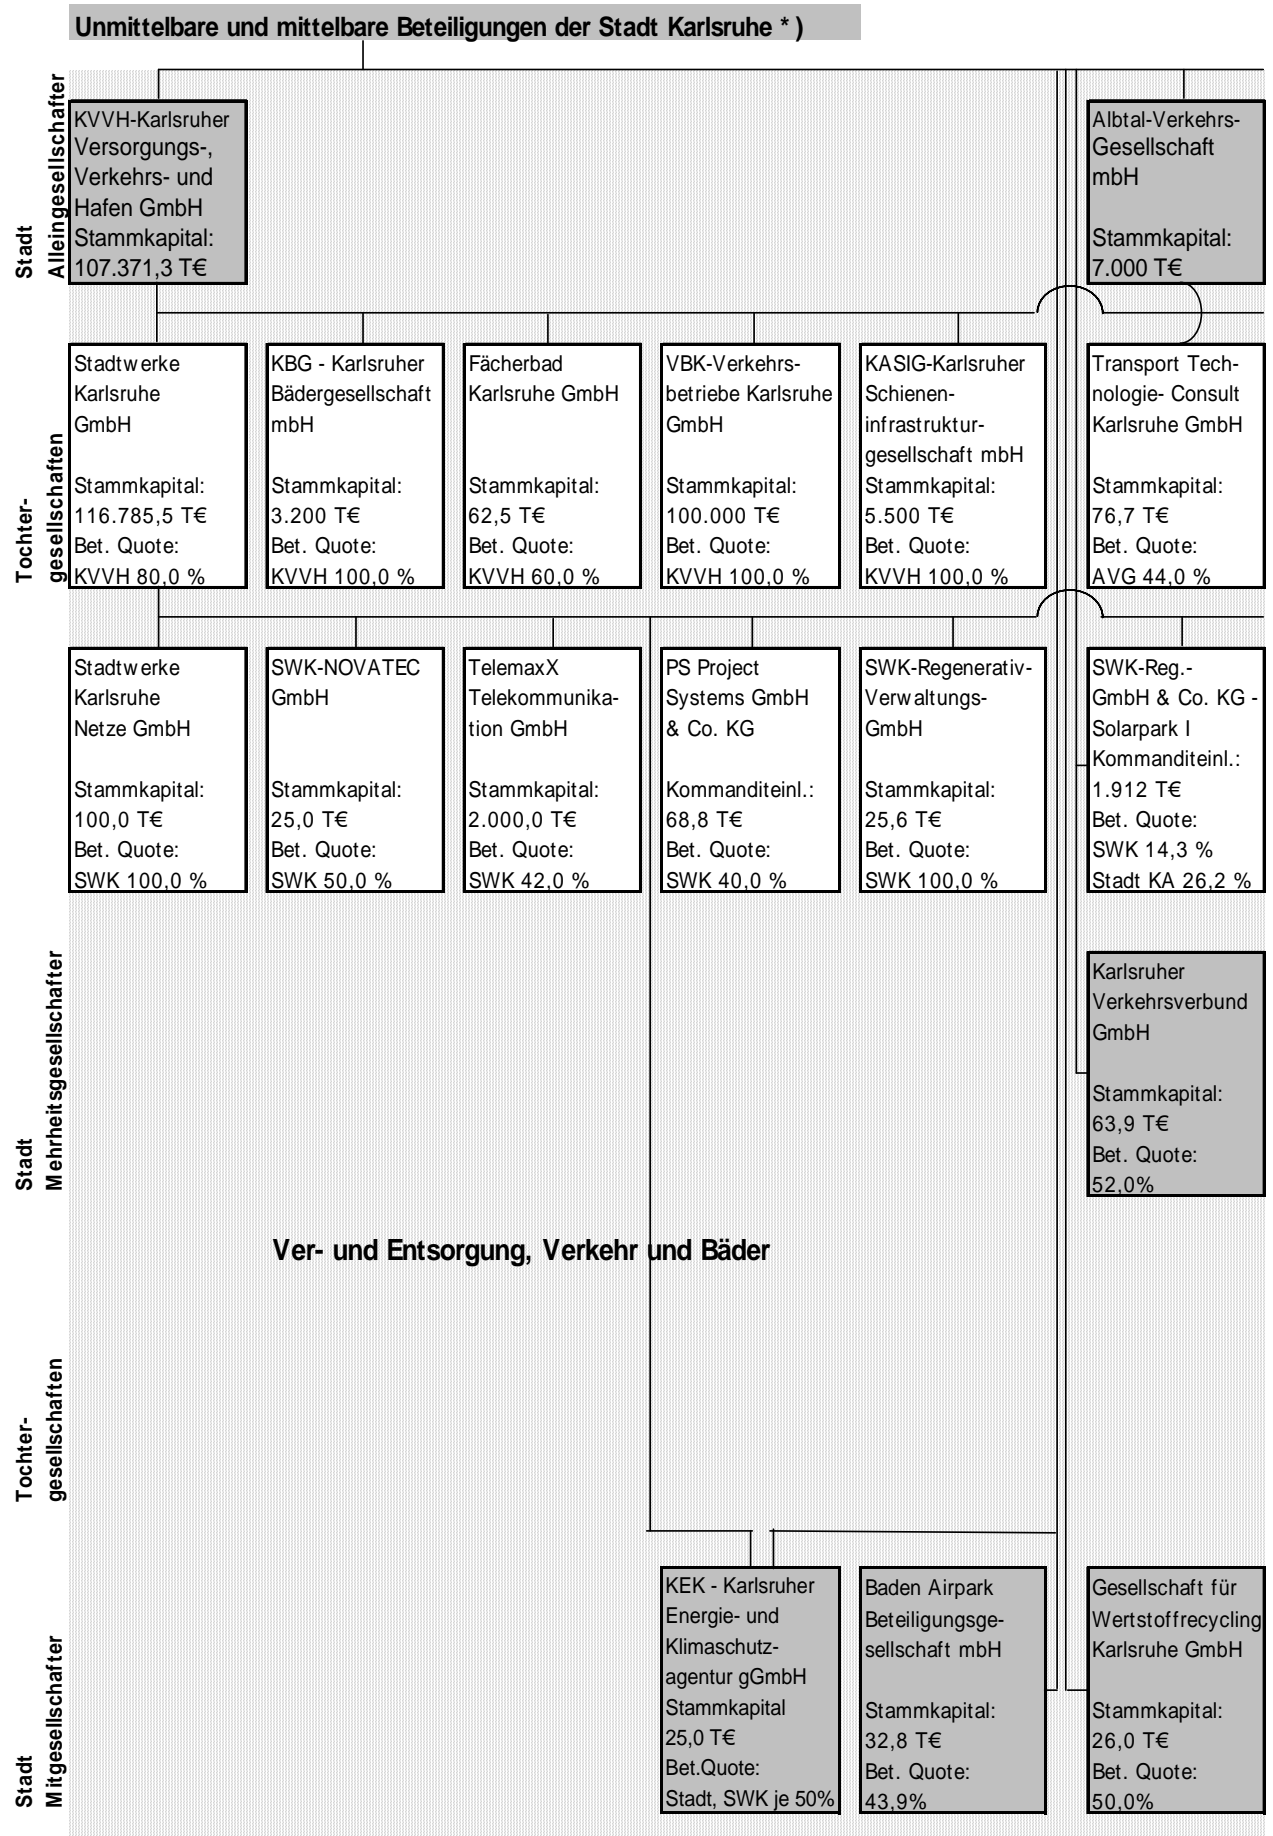 Unmittelbare und mittelbare Beteiligungen der Stadt Karlsruhe * )
Stadt
Alleingesellschafter
KVVH-Karlsruher
Versorgungs-,
Verkehrs- und
Hafen GmbH
Stammkapital:
107.371,3 T€
Albtal-Verkehrs-
Gesellschaft
mbH
Stammkapital:
7.000 T€
Tochter-
gesellschaften
Stadtwerke
Karlsruhe
GmbH
Stammkapital:
116.785,5 T€
Bet. Quote:
KVVH 80,0 %
KBG - Karlsruher
Bädergesellschaft
mbH
Stammkapital:
3.200 T€
Bet. Quote:
KVVH 100,0 %
Fächerbad
Karlsruhe GmbH
Stammkapital:
62,5 T€
Bet. Quote:
KVVH 60,0 %
VBK-Verkehrs-
betriebe Karlsruhe
GmbH
Stammkapital:
100.000 T€
Bet. Quote:
KVVH 100,0 %
KASIG-Karlsruher
Schienen-
infrastruktur-
gesellschaft mbH
Stammkapital:
5.500 T€
Bet. Quote:
KVVH 100,0 %
Transport Tech-
nologie- Consult
Karlsruhe GmbH
Stammkapital:
76,7 T€
Bet. Quote:
AVG 44,0 %
Stadtwerke
Karlsruhe
Netze GmbH
Stammkapital:
100,0 T€
Bet. Quote:
SWK 100,0 %
SWK-NOVATEC
GmbH
Stammkapital:
25,0 T€
Bet. Quote:
SWK 50,0 %
TelemaxX
Telekommunika-
tion GmbH
Stammkapital:
2.000,0 T€
Bet. Quote:
SWK 42,0 %
PS Project
Systems GmbH
& Co. KG
Kommanditeinl.:
68,8 T€
Bet. Quote:
SWK 40,0 %
SWK-Regenerativ-
Verwaltungs-
GmbH
Stammkapital:
25,6 T€
Bet. Quote:
SWK 100,0 %
SWK-Reg.-
GmbH & Co. KG -
Solarpark I
Kommanditeinl.:
1.912 T€
Bet. Quote:
SWK 14,3 %
Stadt KA 26,2 %
Stadt
Mehrheitsgesellschafter
Karlsruher
Verkehrsverbund
GmbH
Stammkapital:
63,9 T€
Bet. Quote:
52,0%
Ver- und Entsorgung, Verkehr und Bäder
Tochter-
gesellschaften
Stadt
Mitgesellschafter
KEK - Karlsruher
Energie- und
Klimaschutz-
agentur gGmbH
Stammkapital
25,0 T€
Bet.Quote:
Stadt, SWK je 50%
Baden Airpark
Beteiligungsge-
sellschaft mbH
Stammkapital:
32,8 T€
Bet. Quote:
43,9%
Gesellschaft für
Wertstoffrecycling
Karlsruhe GmbH
Stammkapital:
26,0 T€
Bet. Quote:
50,0%